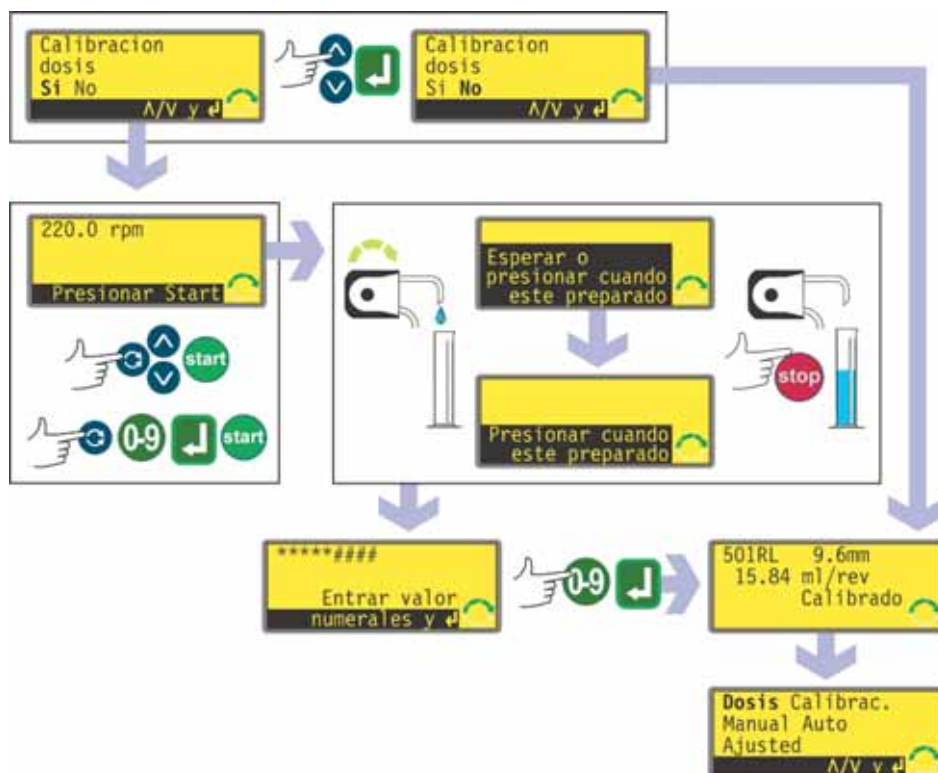 Calibracion
dosis
Si No
Λ/V y ↲
Calibracion
dosis
Si No
Λ/V y ↲
220.0 rpm
Presionar Start
start
0-9
start
Esperar o
presionar cuando
este preparado
Presionar cuando
este preparado
stop
*****####
Entrar valor
numerales y ↲
0-9
501RL 9.6mm
15.84 ml/rev
Calibrado
Dosis Calibrac.
Manual Auto
Ajusted
Λ/V y ↲